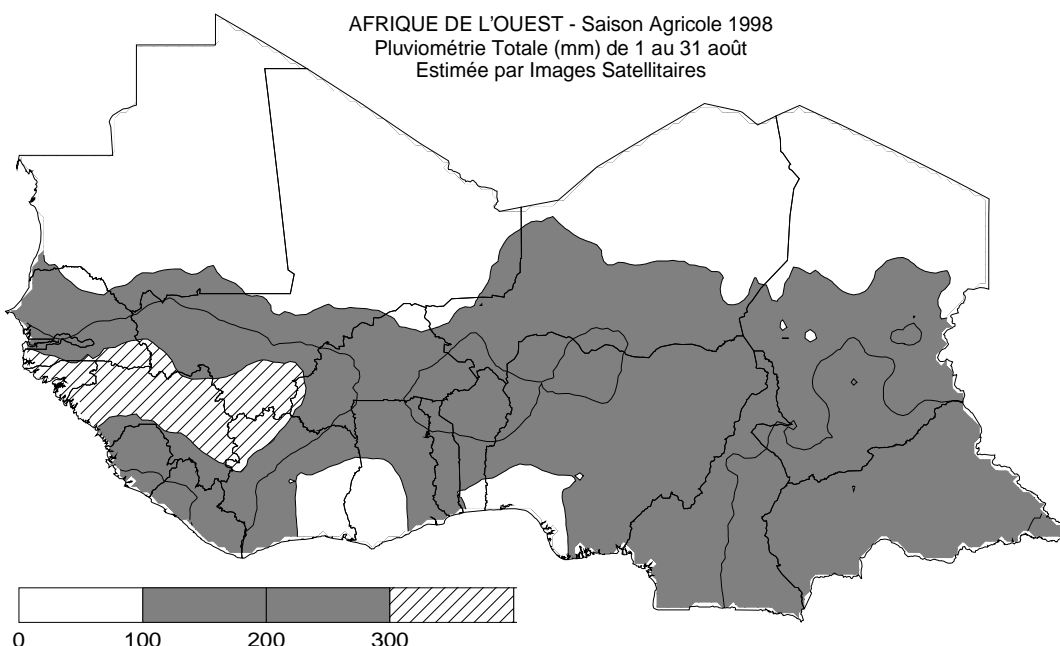 AFRIQUE DE L'OUEST - Saison Agricole 1998
Pluviométrie Totale (mm) de 1 au 31 août
Estimée par Images Satellitaires
0 100 200 300